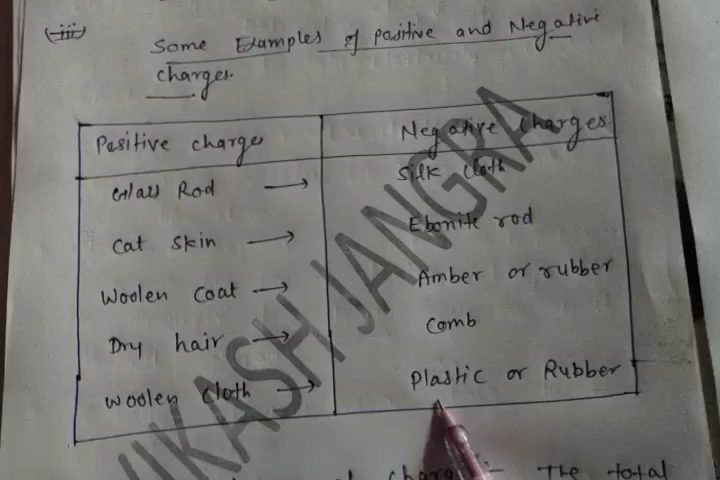 (iii)
Some Examples of Positive and Negative
charges.
Positive charge Negative Charges
Glass Rod → Silk Cloth
Cat Skin → Ebonite rod
Woolen Coat → Amber or rubber
Dry hair → Comb
Woolen Cloth → Plastic or Rubber
charge :- The total
VIKASH JANGRA